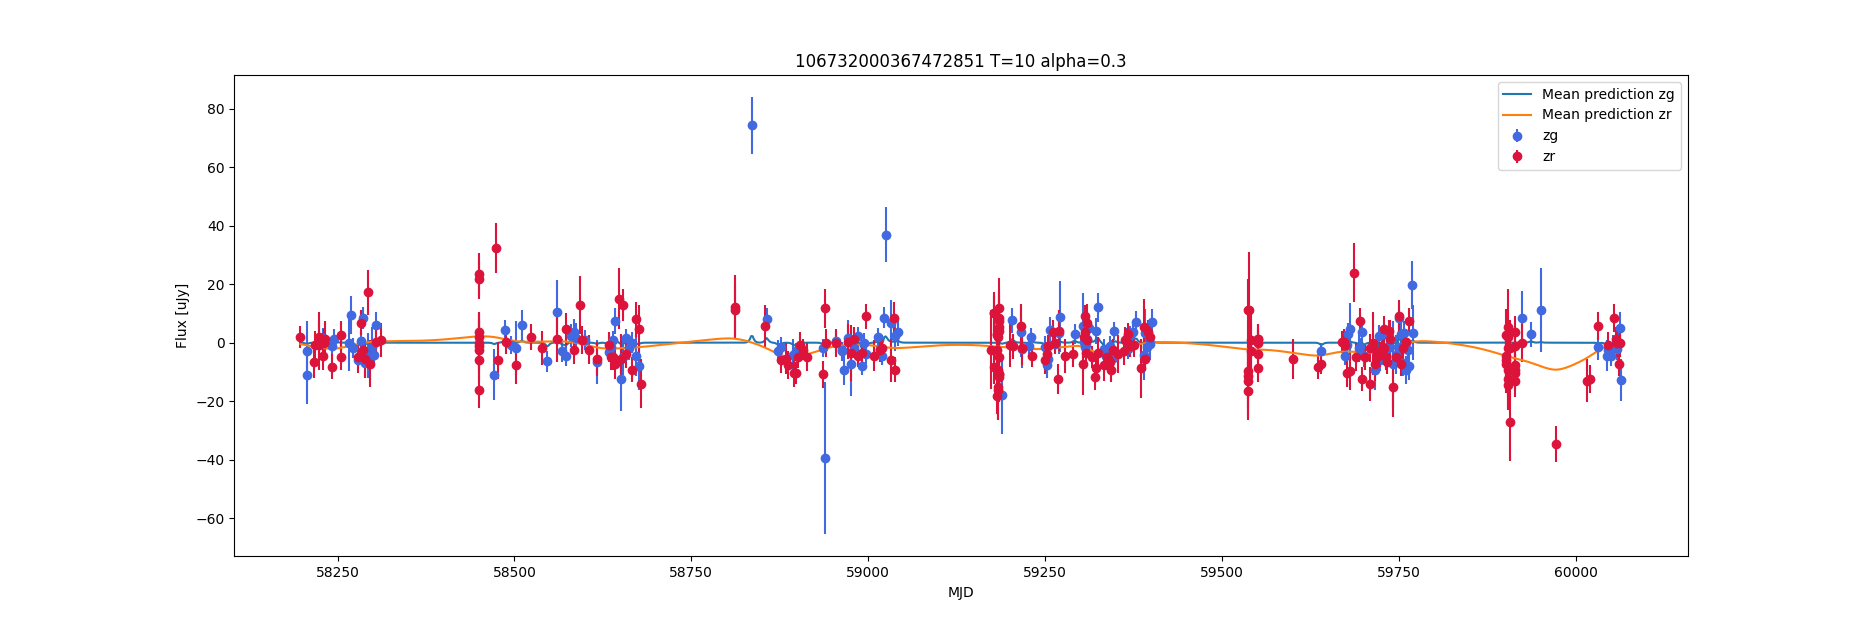 106732000367472851 T=10 alpha=0.3
Mean prediction zg
Mean prediction zr
zg
zr
Flux [uJy]
80
60
40
20
0
−20
−40
−60
58250 58500 58750 59000 59250 59500 59750 60000
MJD